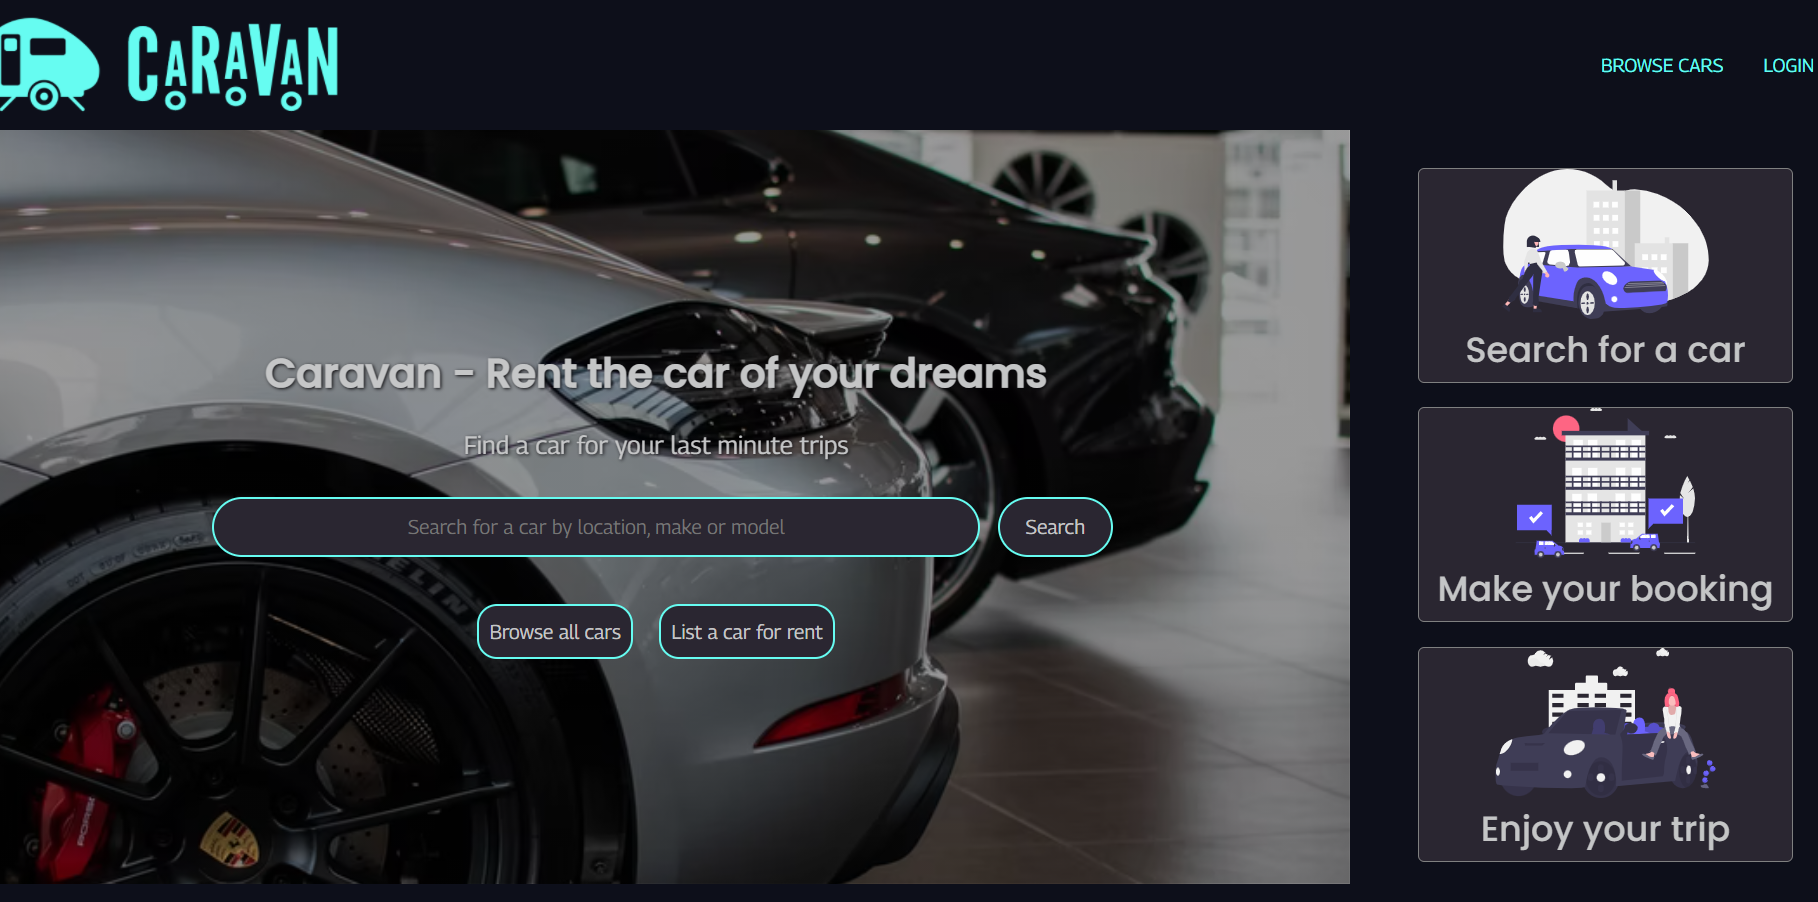 CARAVAN
BROWSE CARS
LOGIN
Caravan - Rent the car of your dreams
Find a car for your last minute trips
Search for a car by location, make or model
Search
Browse all cars
List a car for rent
Search for a car
Make your booking
Enjoy your trip
MICHELIN
PORSCHE